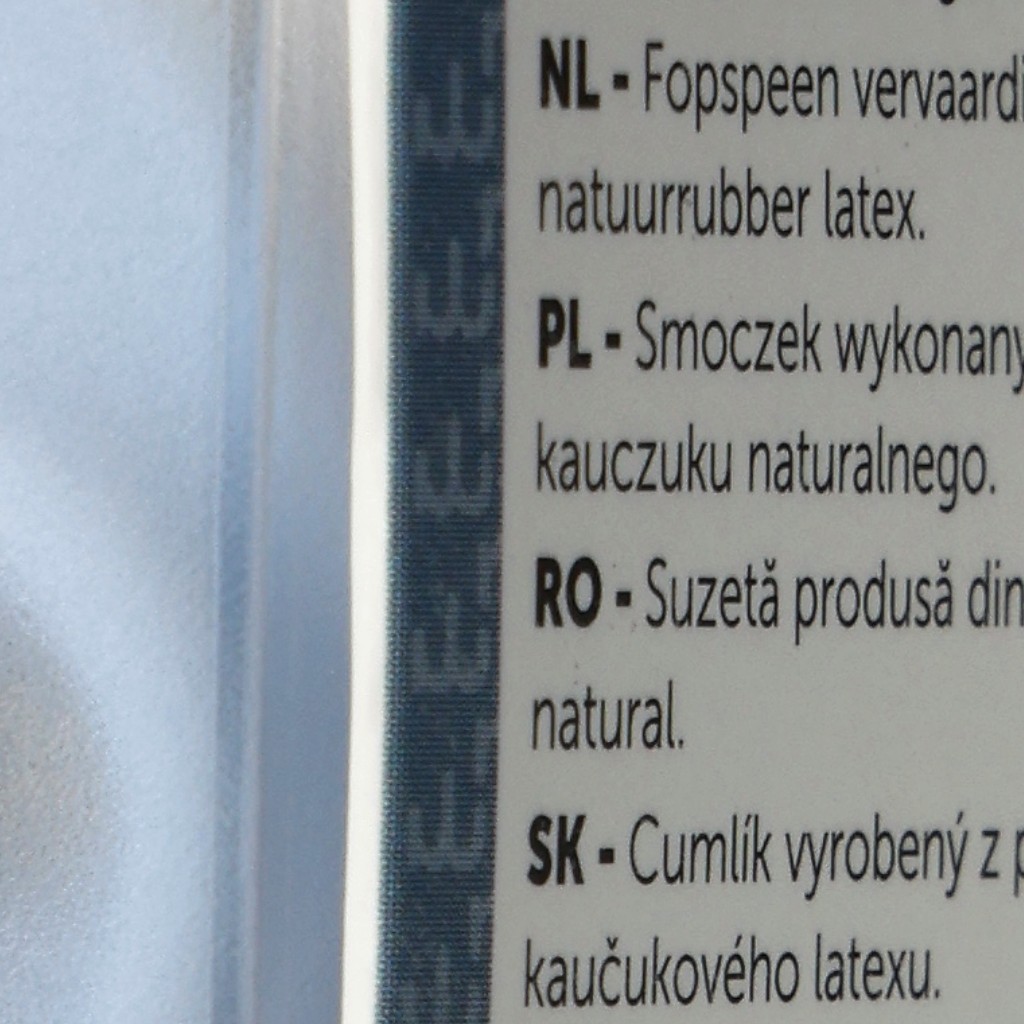 NL - Fopspeen vervaardi
natuurrubber latex.
PL - Smoczek wykonany
kauczuku naturalnego.
RO - Suzetă produsă din
natural.
SK - Cumlík vyrobený z p
kaučukového latexu.